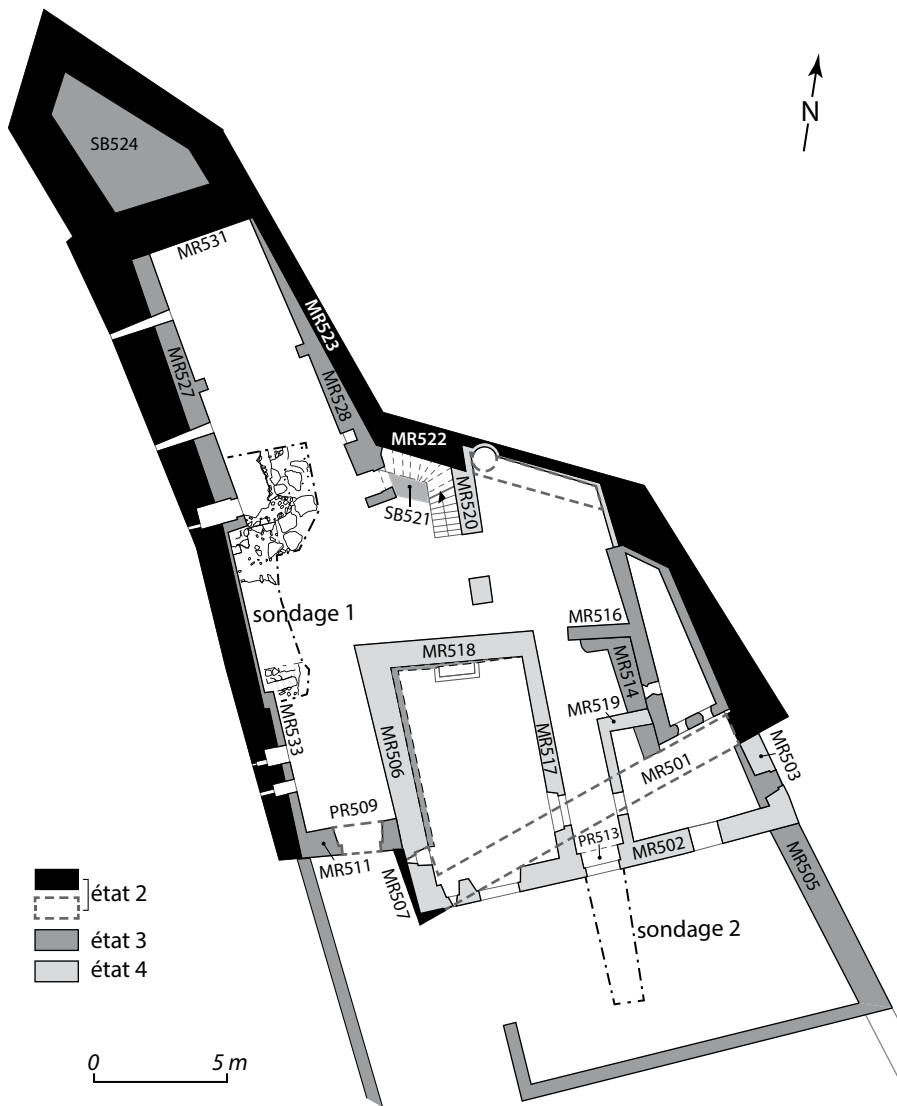 SB524
N
MR531
MR523
MR527
MR528
MR522
SB521
MR520
sondage 1
MR516
MR518
MR514
MR519
MR533
MR506
MR517
MR501
MR503
PR509
PR513
MR502
MR511
MR507
MR505
sondage 2
état 2
état 3
état 4
0 5 m